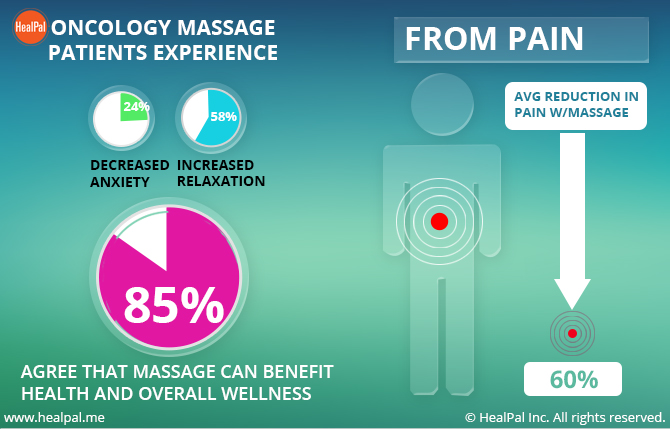 HealPal
ONCOLOGY MASSAGE
PATIENTS EXPERIENCE
24%
58%
DECREASED
ANXIETY
INCREASED
RELAXATION
85%
AGREE THAT MASSAGE CAN BENEFIT
HEALTH AND OVERALL WELLNESS
www.healpal.me
FROM PAIN
AVG REDUCTION IN
PAIN W/MASSAGE
60%
© HealPal Inc. All rights reserved.